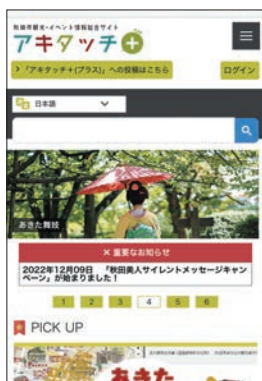 秋田市観光・イベント情報総合サイト
アキタッチ+
「アキタッチ+(プラス)」への投稿はこちら
ログイン
日本語
あきた舞妓
× 重要なお知らせ
2022年12月09日 「秋田美人サイレントメッセージキャン
ペーン」が始まりました！
1 2 3 4 5 6
PICK UP
あきた